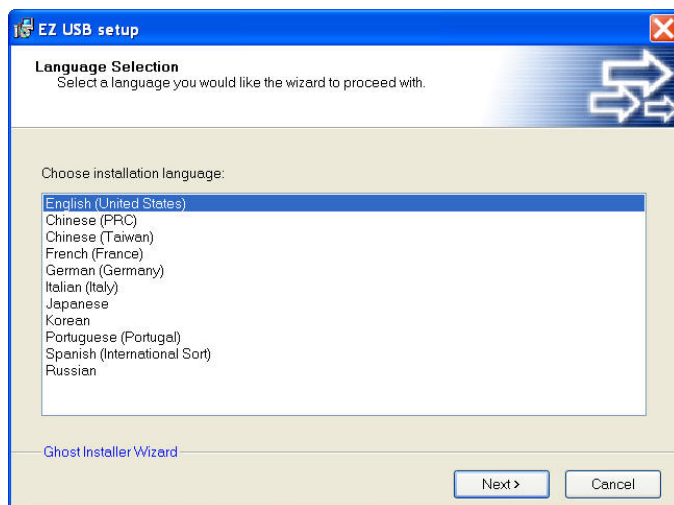 EZ USB setup
Language Selection
Select a language you would like the wizard to proceed with.
Choose installation language:
English (United States)
Chinese (PRC)
Chinese (Taiwan)
French (France)
German (Germany)
Italian (Italy)
Japanese
Korean
Portuguese (Portugal)
Spanish (International Sort)
Russian
Ghost Installer Wizard
Next > Cancel